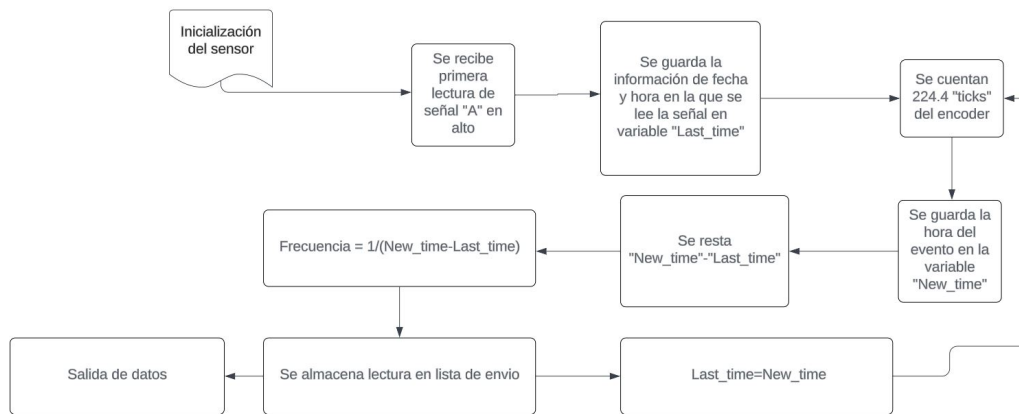 Inicialización
del sensor
Se recibe
primera
lectura de
señal "A" en
alto
Se guarda la
información de fecha
y hora en la que se
lee la señal en
variable "Last_time"
Se cuentan
224.4 "ticks"
del encoder
Se guarda la
hora del
evento en la
variable
"New_time"
Se resta
"New_time"-"Last_time"
Frecuencia = 1/(New_time-Last_time)
Salida de datos
Se almacena lectura en lista de envio
Last_time=New_time